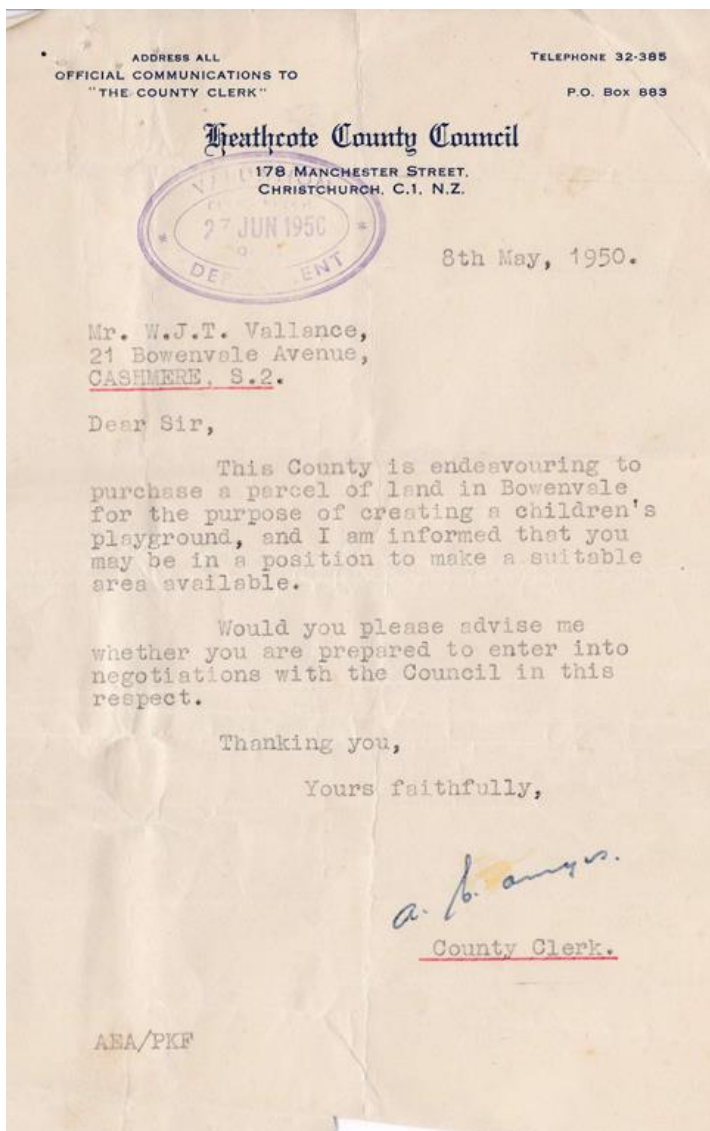 ADDRESS ALL
OFFICIAL COMMUNICATIONS TO
"THE COUNTY CLERK"
TELEPHONE 32-385
P.O. BOX 883
Heathcote County Council
178 MANCHESTER STREET,
CHRISTCHURCH, C.1, N.Z.
27 JUN 1950
8th May, 1950.
Mr. W.J.T. Vallance,
21 Bowenvale Avenue,
CASHMERE, S.2.
Dear Sir,
This County is endeavouring to
purchase a parcel of land in Bowenvale
for the purpose of creating a children's
playground, and I am informed that you
may be in a position to make a suitable
area available.
Would you please advise me
whether you are prepared to enter into
negotiations with the Council in this
respect.
Thanking you,
Yours faithfully,
County Clerk.
AEA/PKF